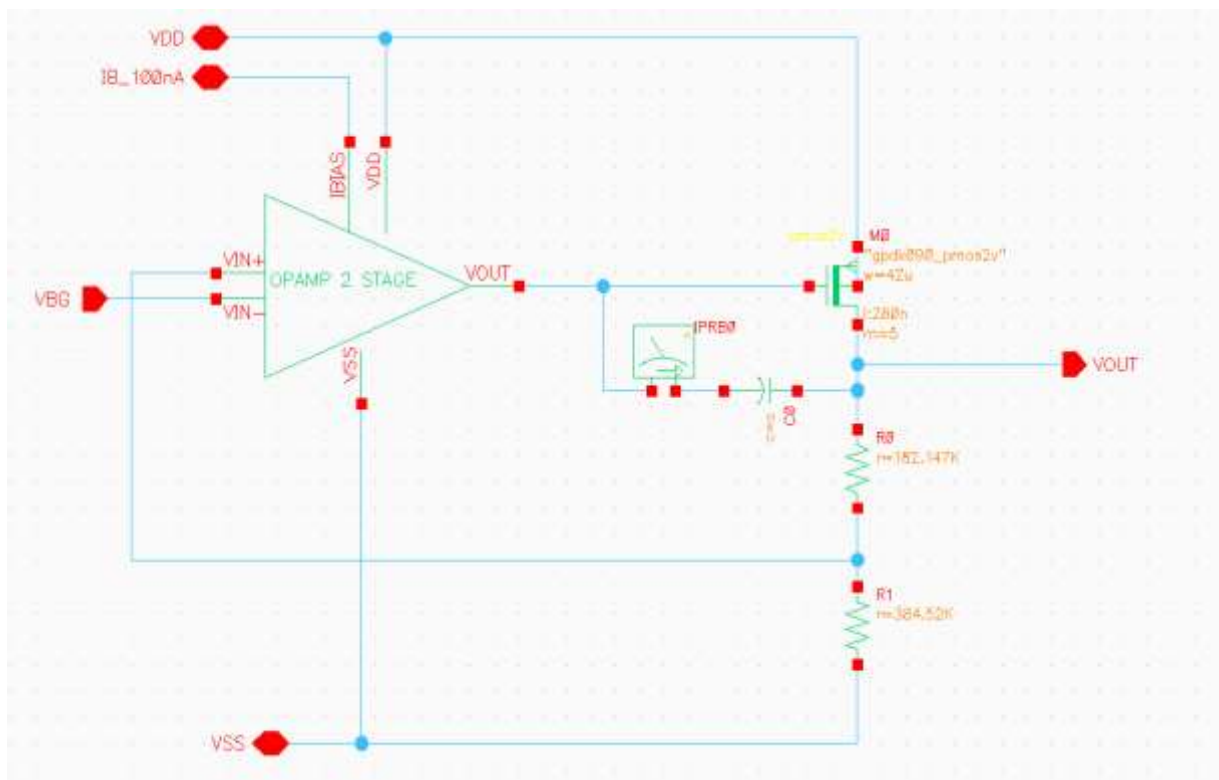 VDD
IB_100nA
IBIAS
VDD
VIN+
OPAMP 2 STAGE
VOUT
VBG
VIN-
VSS
M0
"gpdk090_pmos2v"
w=42u
l:280n
m:5
IPRB0
VOUT
C0
R0
r=182.147K
R1
r=384.52K
VSS